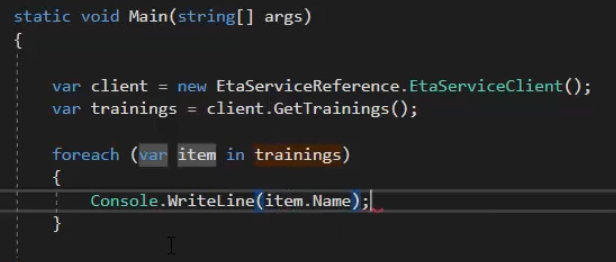 static void Main(string[] args)
{
var client = new EtaServiceReference.EtaServiceClient();
var trainings = client.GetTrainings();
foreach (var item in trainings)
{
Console.WriteLine(item.Name);
}